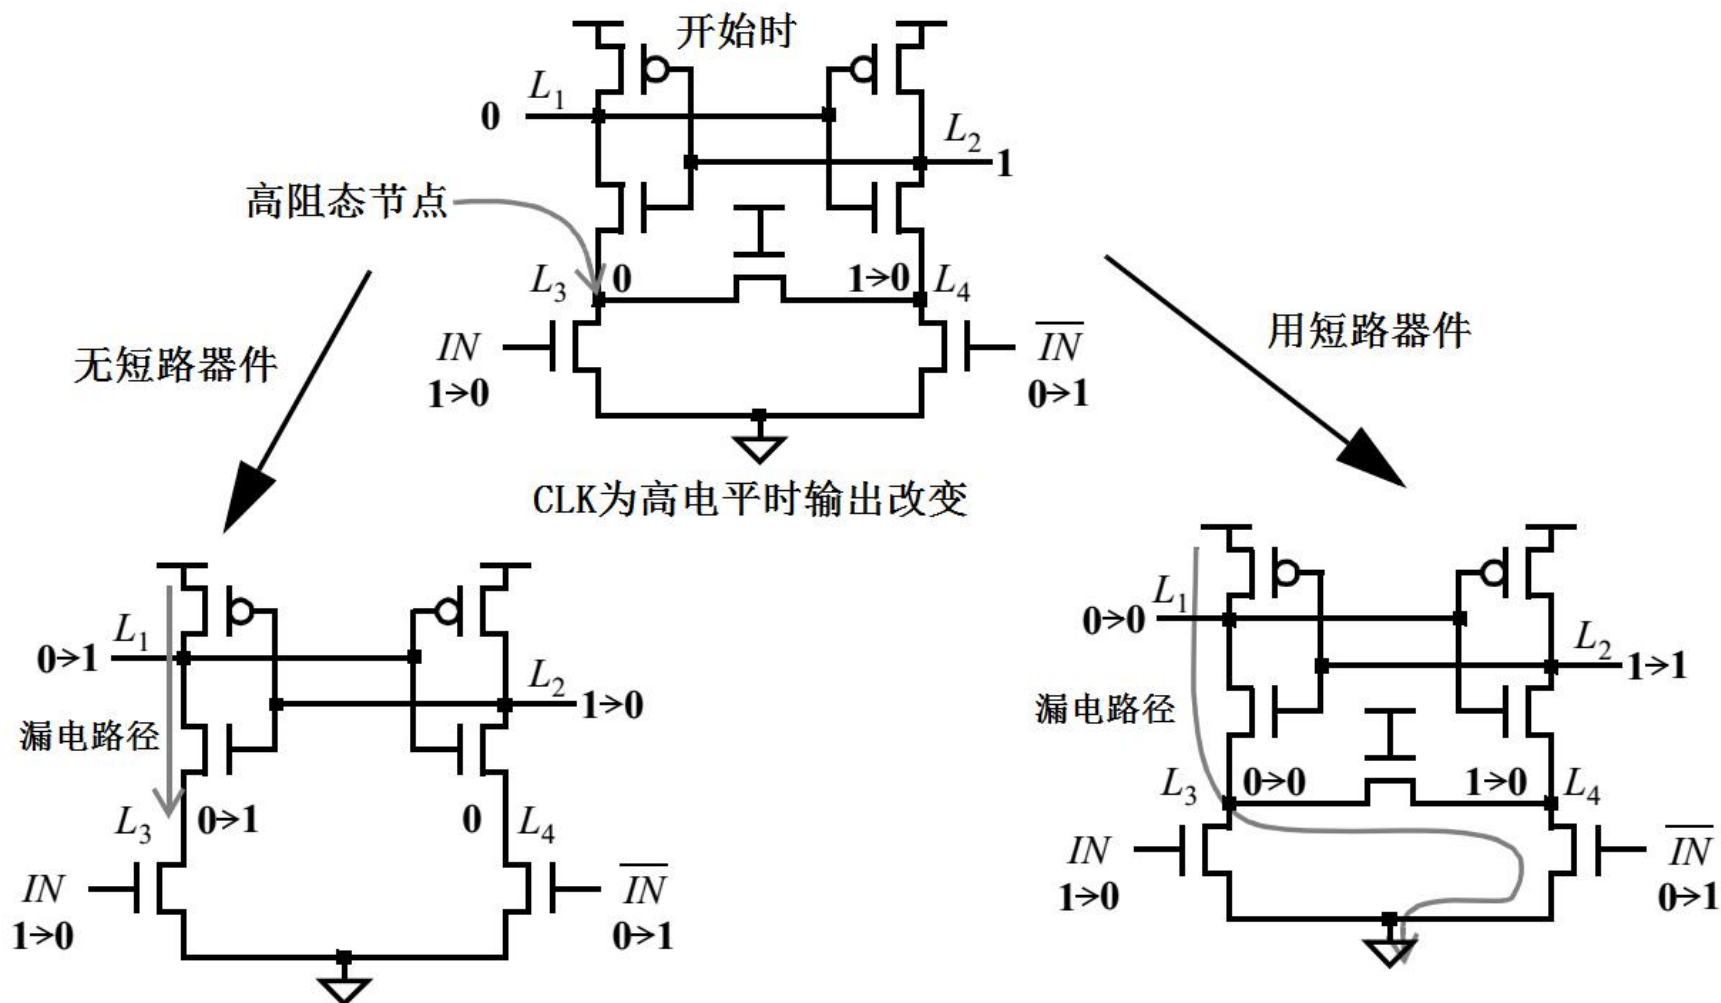 开始时
L₁
0
L₂
1
高阻态节点
L₃
0
1→0
L₄
IN
1→0
IN̅
0→1
无短路器件
用短路器件
CLK为高电平时输出改变
L₁
0→1
L₂
1→0
漏电路径
L₃
0→1
0
L₄
IN
1→0
IN̅
0→1
L₁
0→0
L₂
1→1
漏电路径
L₃
0→0
1→0
L₄
IN
1→0
IN̅
0→1